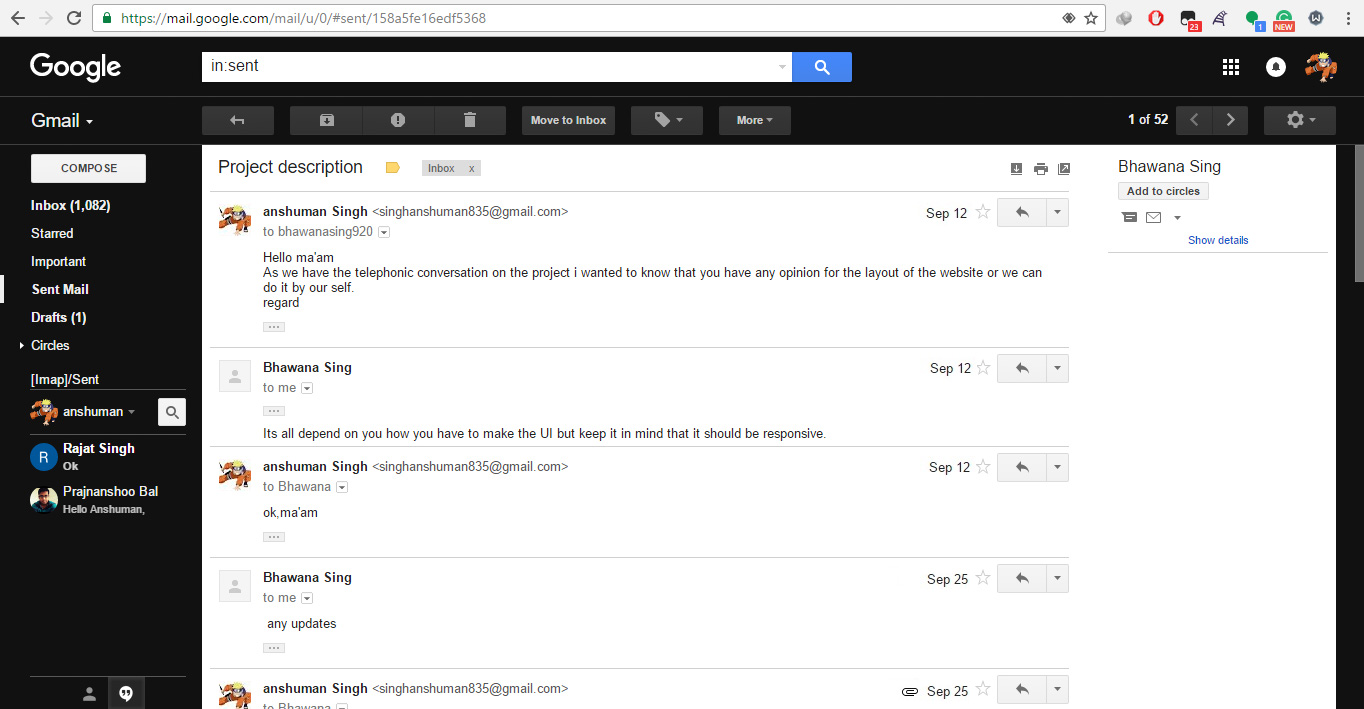 https://mail.google.com/mail/u/0/#sent/158a5fe16edf5368
23
1
NEW
Google
in:sent
Gmail
Move to Inbox
More
1 of 52
COMPOSE
Inbox (1,082)
Starred
Important
Sent Mail
Drafts (1)
Circles
[Imap]/Sent
anshuman
R
Rajat Singh
Ok
Prajnanshoo Bal
Hello Anshuman,
Project description
Inbox x
anshuman Singh <singhanshuman835@gmail.com>
Sep 12
to bhawanasing920
Hello ma'am
As we have the telephonic conversation on the project i wanted to know that you have any opinion for the layout of the website or we can
do it by our self.
regard
Bhawana Sing
Sep 12
to me
Its all depend on you how you have to make the UI but keep it in mind that it should be responsive.
anshuman Singh <singhanshuman835@gmail.com>
Sep 12
to Bhawana
ok,ma'am
Bhawana Sing
Sep 25
to me
any updates
anshuman Singh <singhanshuman835@gmail.com>
Sep 25
to Bhawana
Bhawana Sing
Add to circles
Show details